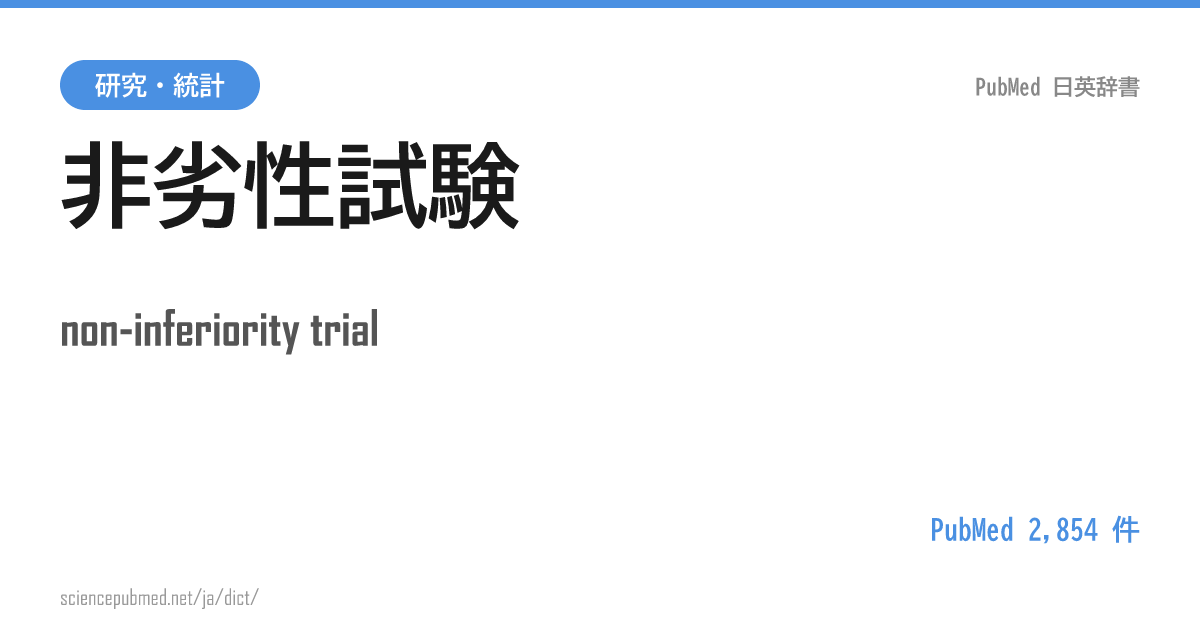 研究・統計
PubMed 日英辞書
非劣性試験
non-inferiority trial
PubMed 2,854 件
sciencepubmed.net/ja/dict/